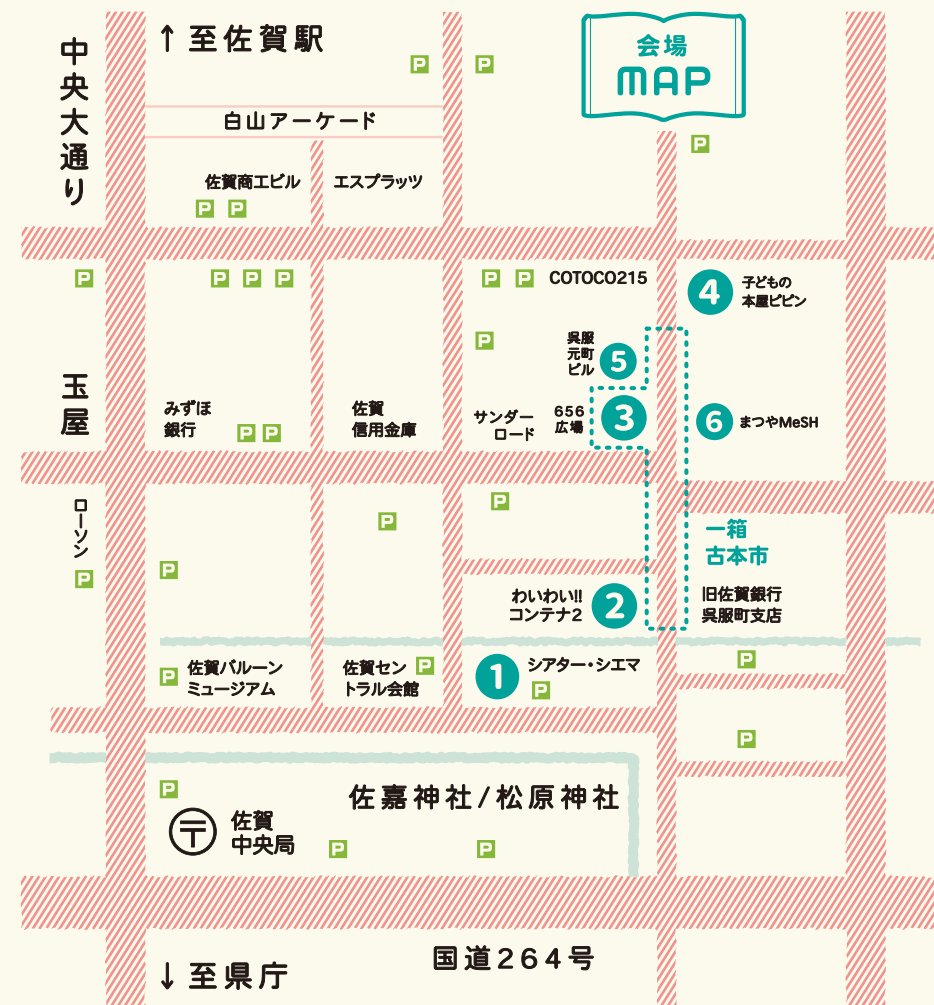 中央大通り
↑ 至佐賀駅
P
P
会場
MAP
白山アーケード
P
佐賀商工ビル
エスプラッツ
P P
P
P P P
P P
COTOCO215
4
子どもの
本屋ピピン
P
呉服
元町
ビル
5
玉屋
みずほ
銀行
P P
佐賀
信用金庫
サンダー
ロード
656
広場
3
6
まつやMeSH
ローソン
P
P
P
P
一箱
古本市
わいわい!!
コンテナ2
2
旧佐賀銀行
呉服町支店
P
佐賀バルーン
ミュージアム
佐賀セン
トラル会館
P
1
シアター・シエマ
P
P
P
P
佐嘉神社/松原神社
〒
佐賀
中央局
P
P
国道264号
↓ 至県庁